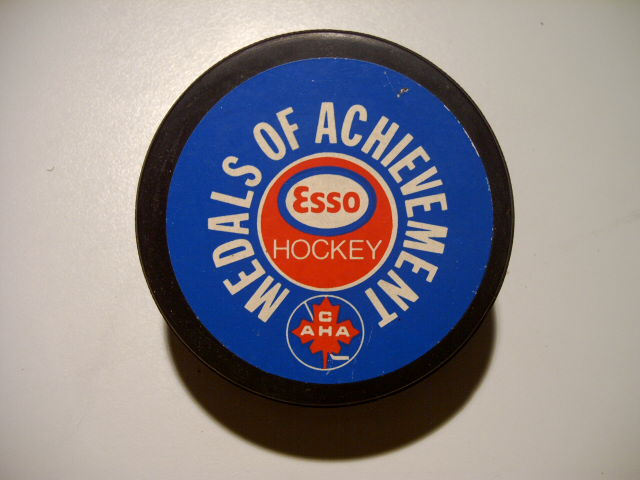 MEDALS OF ACHIEVEMENT
Esso
HOCKEY
C
AHA